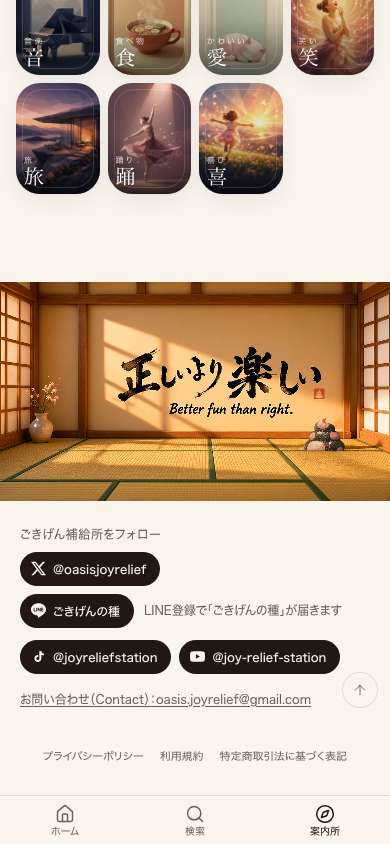 音楽
音
食べ物
食
かわいい
愛
笑い
笑
旅
旅
踊り
踊
喜び
喜
正しいより楽しい
Better fun than right.
ごきげん補給所をフォロー
@oasisjoyrelief
LINE ごきげんの種 LINE登録で「ごきげんの種」が届きます
@joyreliefstation @joy-relief-station
お問い合わせ(Contact):oasis.joyrelief@gmail.com
プライバシーポリシー 利用規約 特定商取引法に基づく表記
ホーム 検索 案内所